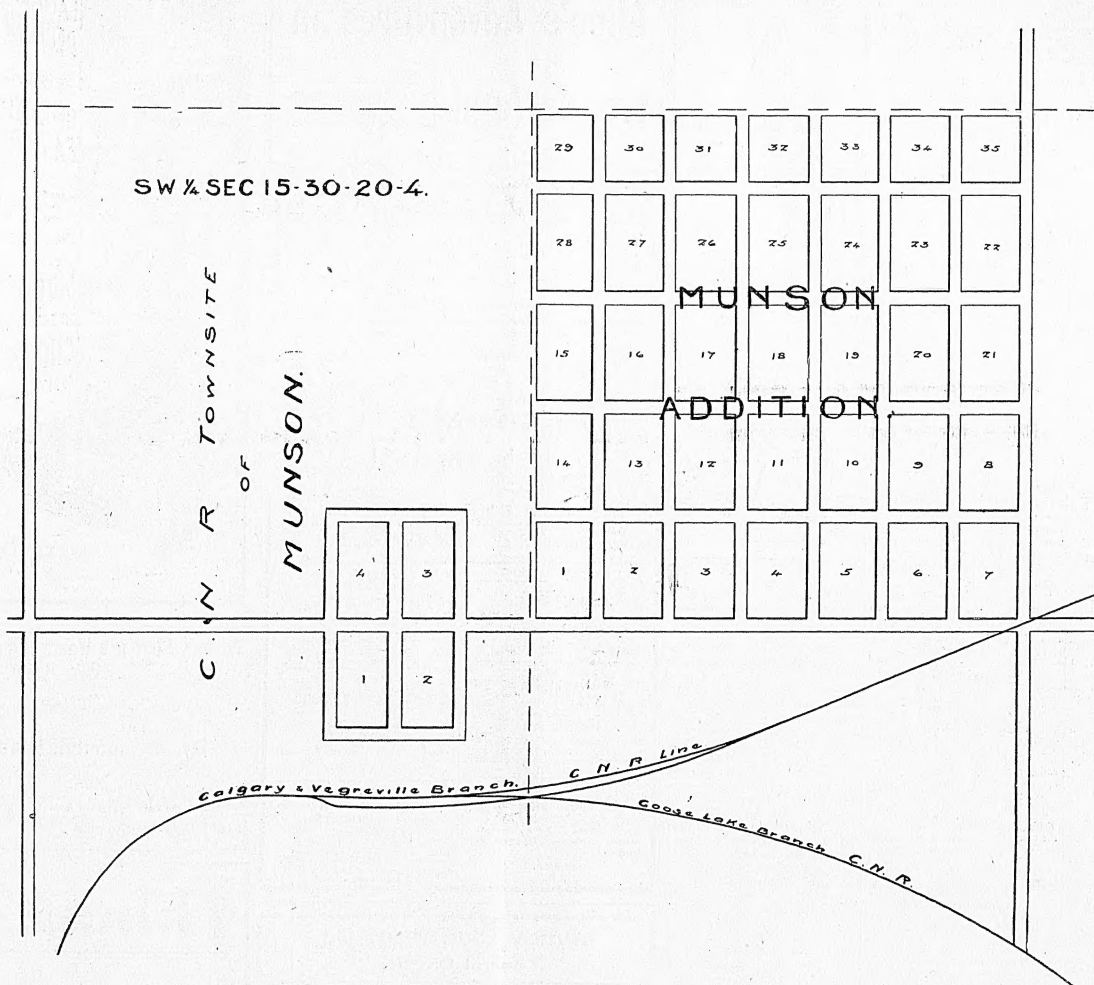 29 30 31 32 33 34 35
SW ¼ SEC 15-30-20-4.
28 27 26 25 24 23 22
MUNSON
15 16 17 18 19 20 21
ADDITION.
14 13 12 11 10 9 8
1 2 3 4 5 6 7
C. N R TOWNSITE
OF
MUNSON.
4 3
1 2
Calgary & Vegreville Branch.
C N R Line
Goose Lake Branch C. N. R.